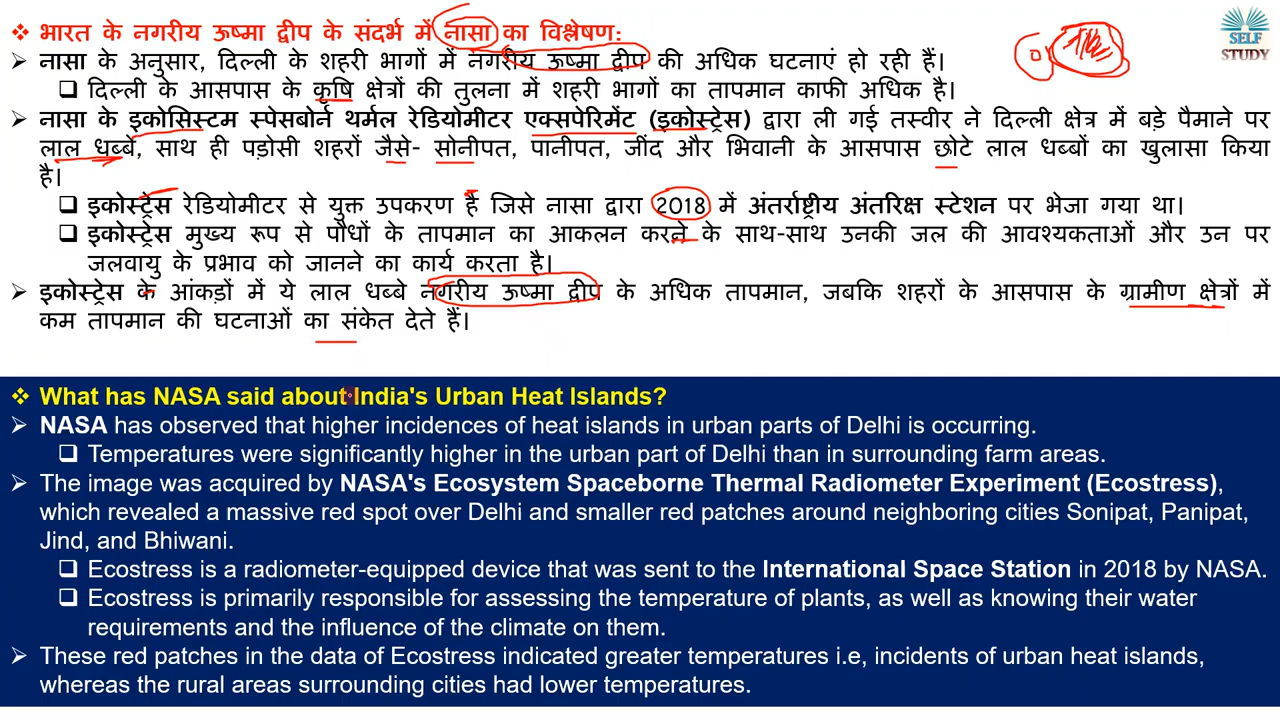 ❖ भारत के नगरीय ऊष्मा द्वीप के संदर्भ में नासा का विश्लेषण:
➢ नासा के अनुसार, दिल्ली के शहरी भागों में नगरीय ऊष्मा द्वीप की अधिक घटनाएं हो रही हैं।
❑ दिल्ली के आसपास के कृषि क्षेत्रों की तुलना में शहरी भागों का तापमान काफी अधिक है।
➢ नासा के इकोसिस्टम स्पेसबोर्न थर्मल रेडियोमीटर एक्सपेरिमेंट (इकोस्ट्रेस) द्वारा ली गई तस्वीर ने दिल्ली क्षेत्र में बड़े पैमाने पर
लाल धब्बे, साथ ही पड़ोसी शहरों जैसे- सोनीपत, पानीपत, जींद और भिवानी के आसपास छोटे लाल धब्बों का खुलासा किया
है।
❑ इकोस्ट्रेस रेडियोमीटर से युक्त उपकरण है जिसे नासा द्वारा 2018 में अंतर्राष्ट्रीय अंतरिक्ष स्टेशन पर भेजा गया था।
❑ इकोस्ट्रेस मुख्य रूप से पौधों के तापमान का आकलन करने के साथ-साथ उनकी जल की आवश्यकताओं और उन पर
जलवायु के प्रभाव को जानने का कार्य करता है।
➢ इकोस्ट्रेस के आंकड़ों में ये लाल धब्बे नगरीय ऊष्मा द्वीप के अधिक तापमान, जबकि शहरों के आसपास के ग्रामीण क्षेत्रों में
कम तापमान की घटनाओं का संकेत देते हैं।
SELF
STUDY
❖ What has NASA said about India's Urban Heat Islands?
➢ NASA has observed that higher incidences of heat islands in urban parts of Delhi is occurring.
❑ Temperatures were significantly higher in the urban part of Delhi than in surrounding farm areas.
➢ The image was acquired by NASA's Ecosystem Spaceborne Thermal Radiometer Experiment (Ecostress),
which revealed a massive red spot over Delhi and smaller red patches around neighboring cities Sonipat, Panipat,
Jind, and Bhiwani.
❑ Ecostress is a radiometer-equipped device that was sent to the International Space Station in 2018 by NASA.
❑ Ecostress is primarily responsible for assessing the temperature of plants, as well as knowing their water
requirements and the influence of the climate on them.
➢ These red patches in the data of Ecostress indicated greater temperatures i.e, incidents of urban heat islands,
whereas the rural areas surrounding cities had lower temperatures.